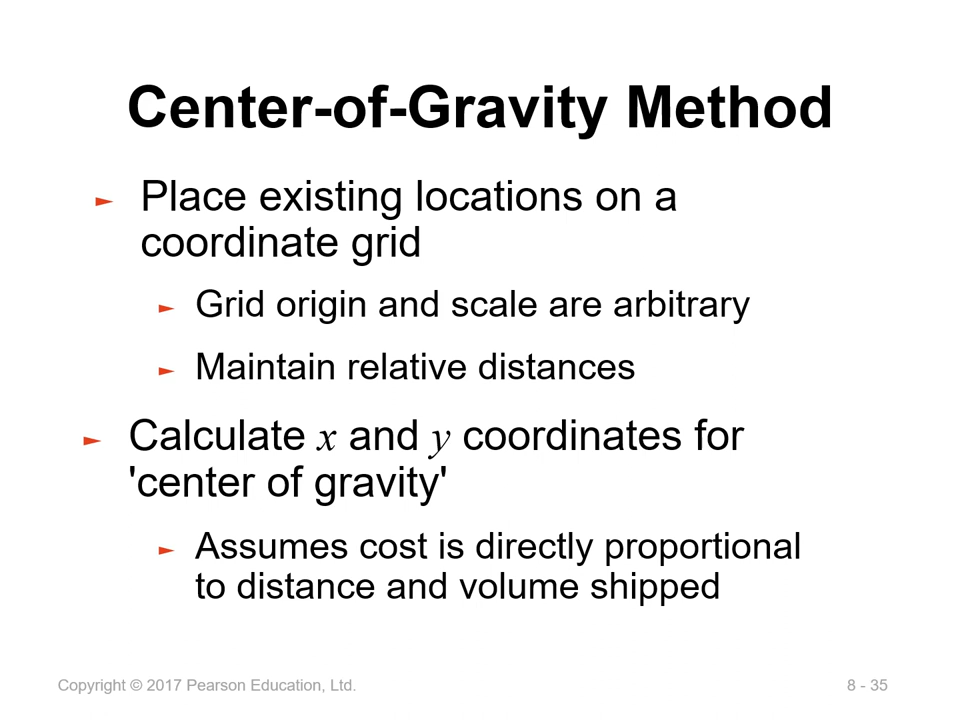 Center-of-Gravity Method
► Place existing locations on a
coordinate grid
► Grid origin and scale are arbitrary
► Maintain relative distances
► Calculate x and y coordinates for
'center of gravity'
► Assumes cost is directly proportional
to distance and volume shipped
Copyright © 2017 Pearson Education, Ltd.
8 - 35